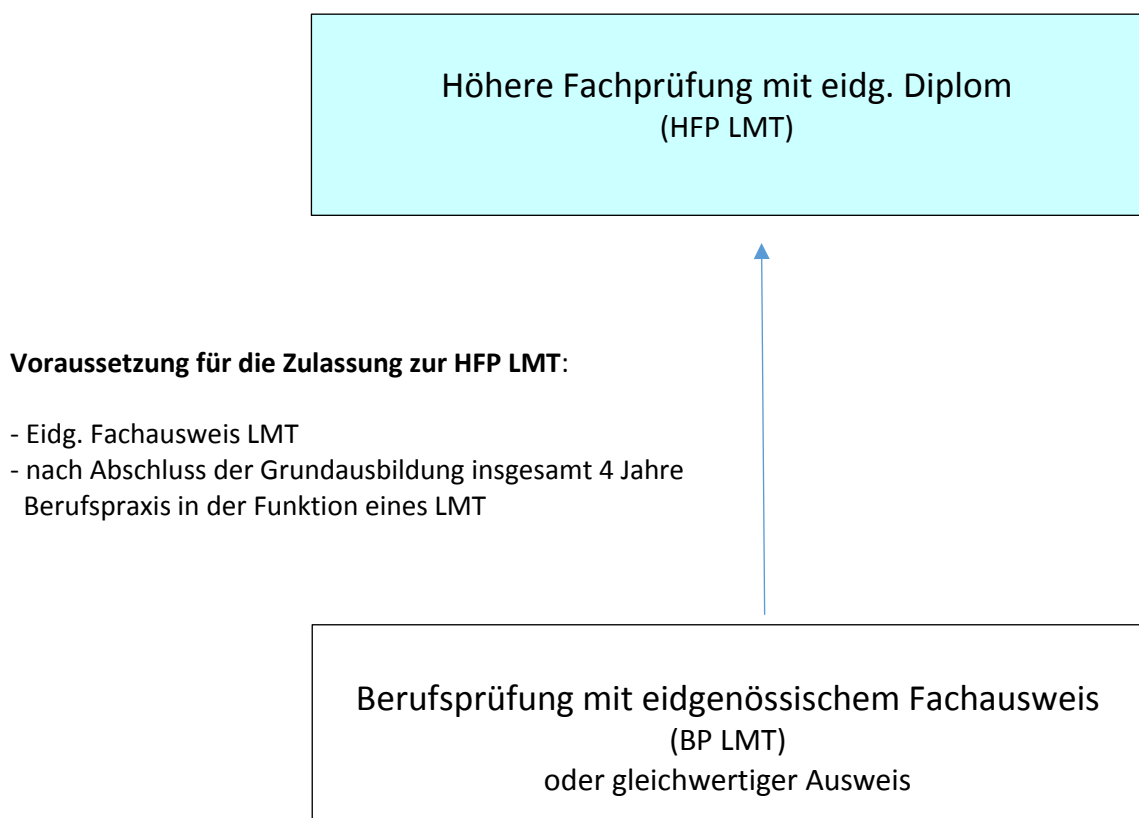 Höhere Fachprüfung mit eidg. Diplom
(HFP LMT)
Voraussetzung für die Zulassung zur HFP LMT:
- Eidg. Fachausweis LMT
- nach Abschluss der Grundausbildung insgesamt 4 Jahre
Berufspraxis in der Funktion eines LMT
Berufsprüfung mit eidgenössischem Fachausweis
(BP LMT)
oder gleichwertiger Ausweis